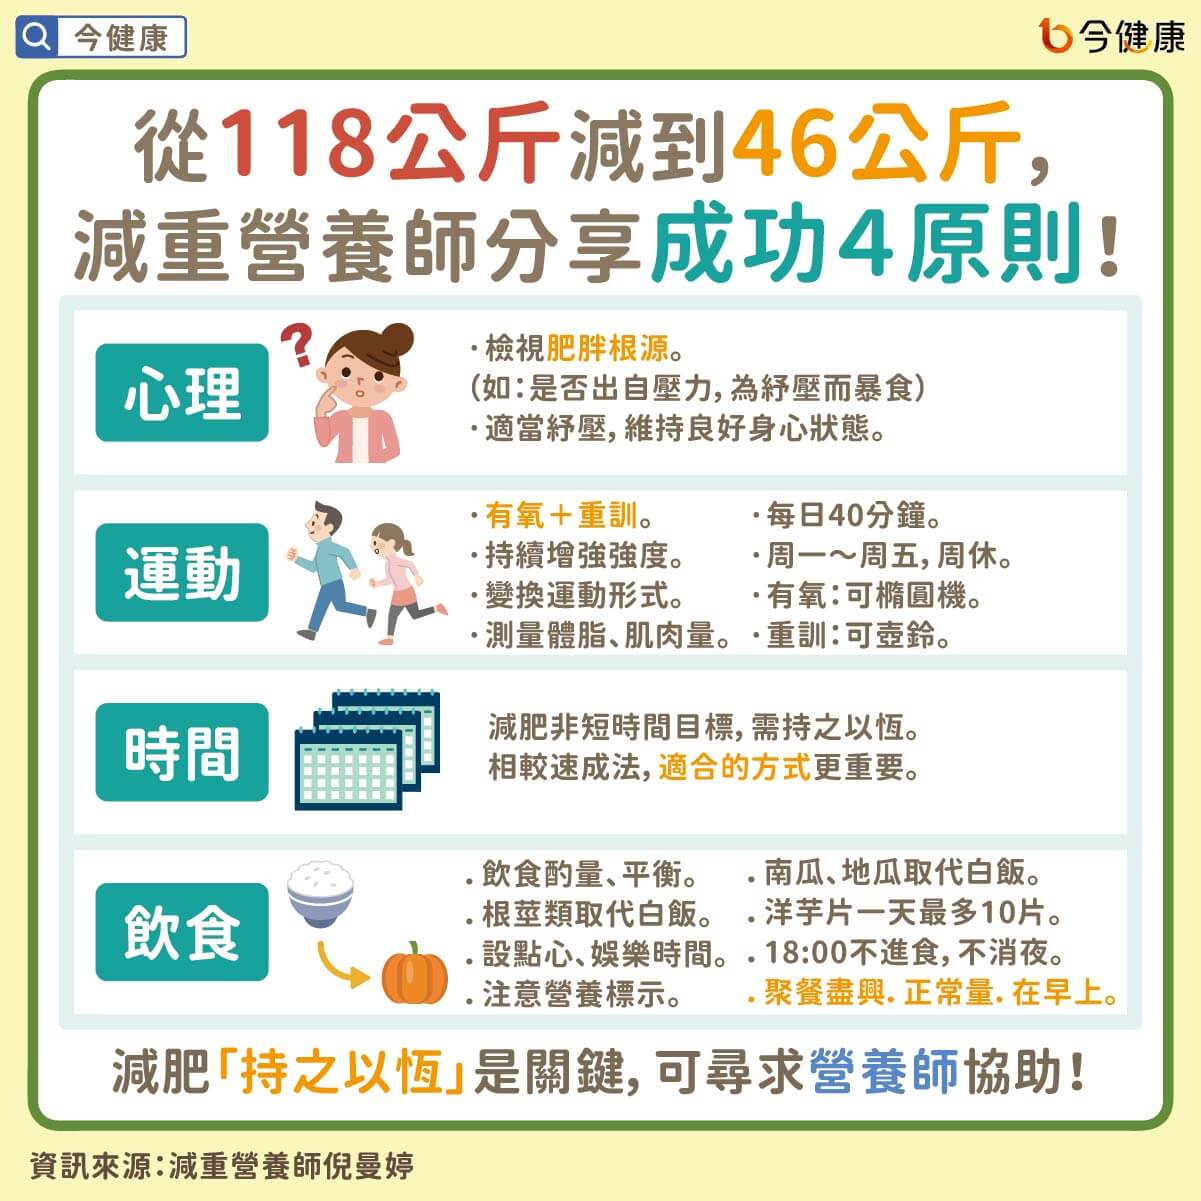 今健康
今健康
從118公斤減到46公斤,
減重營養師分享成功4原則!
心理
?
·檢視肥胖根源。
(如:是否出自壓力,為紓壓而暴食)
·適當紓壓,維持良好身心狀態。
運動
·有氧+重訓。
·持續增強強度。
·變換運動形式。
·測量體脂、肌肉量。
·每日40分鐘。
·周一~周五,周休。
·有氧:可橢圓機。
·重訓:可壺鈴。
時間
減肥非短時間目標,需持之以恆。
相較速成法,適合的方式更重要。
飲食
.飲食酌量、平衡。
.根莖類取代白飯。
.設點心、娛樂時間。
.注意營養標示。
.南瓜、地瓜取代白飯。
.洋芋片一天最多10片。
.18:00不進食,不消夜。
.聚餐盡興.正常量.在早上。
減肥「持之以恆」是關鍵,可尋求營養師協助!
資訊來源:減重營養師倪曼婷